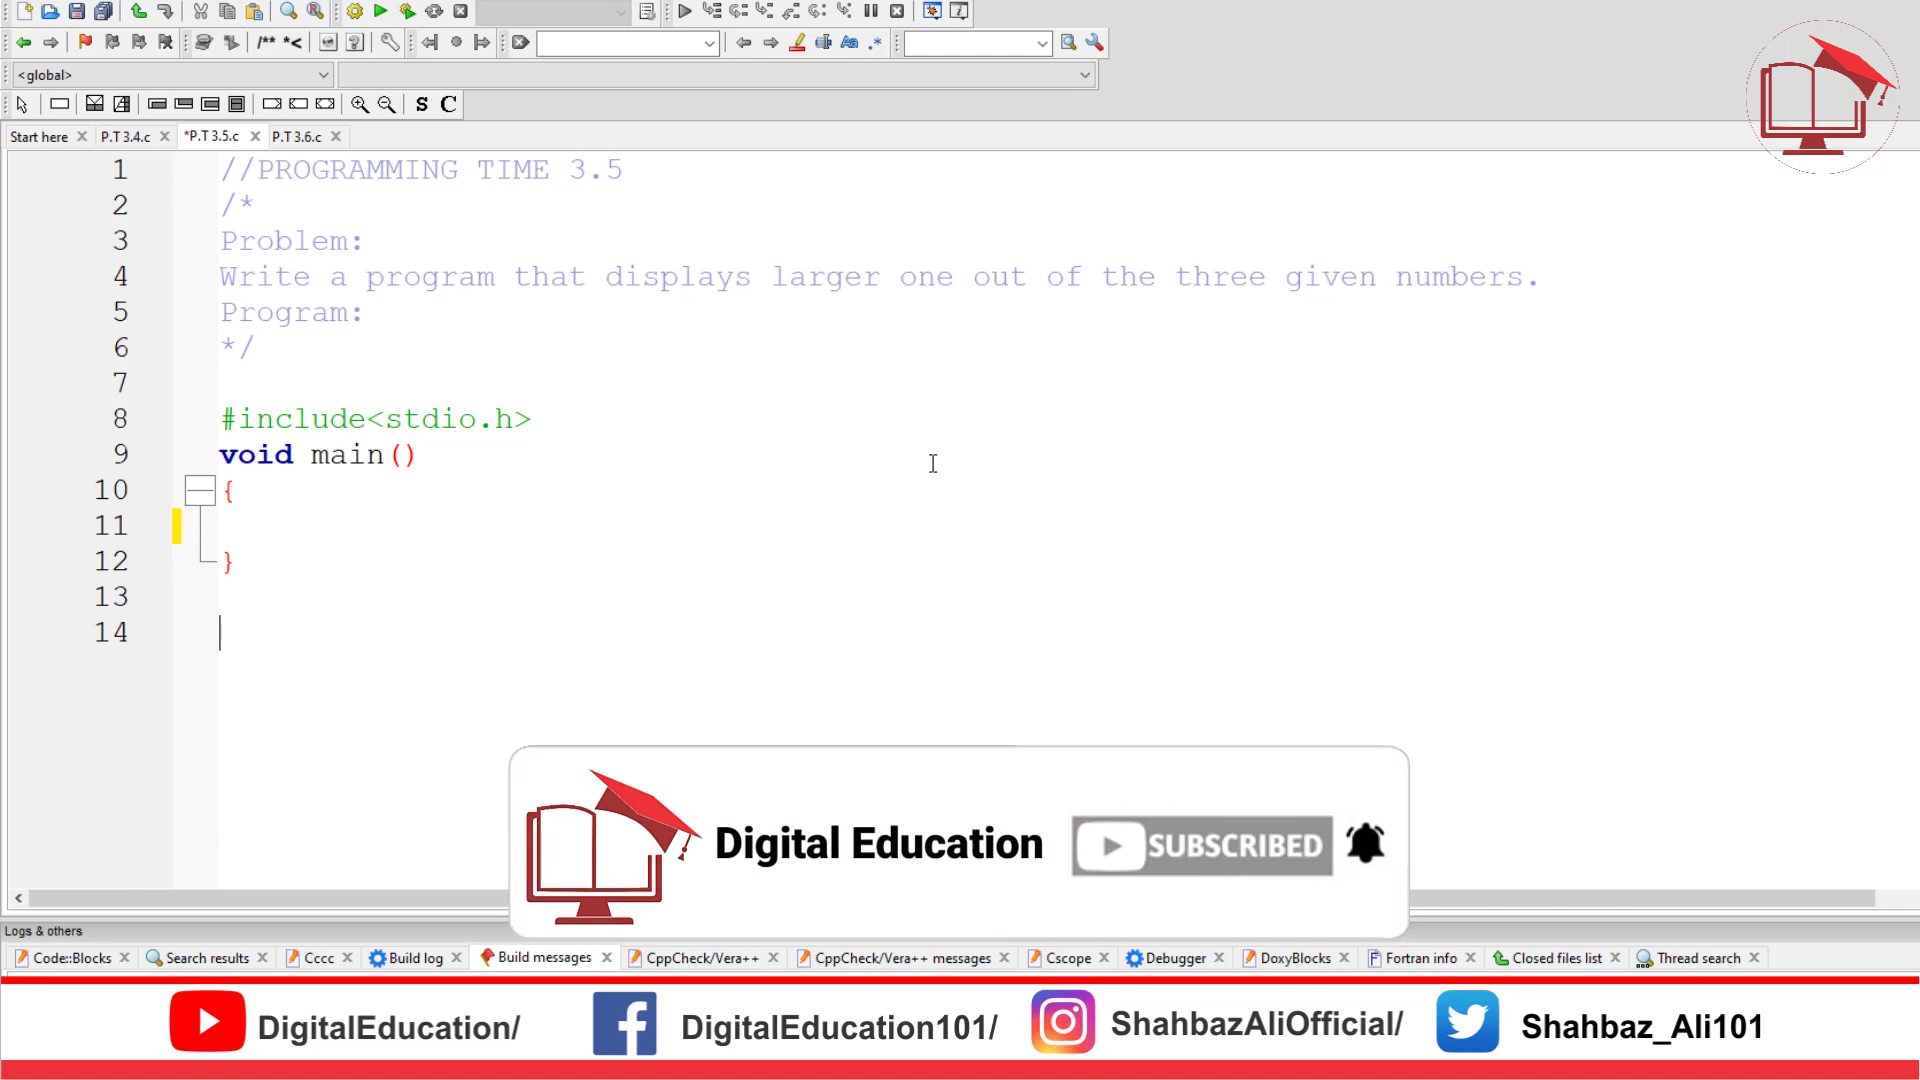 /** *<
<global>
S C
Start here P.T 3.4.c *P.T 3.5.c P.T 3.6.c
1 //PROGRAMMING TIME 3.5
2 /*
3 Problem:
4 Write a program that displays larger one out of the three given numbers.
5 Program:
6 */
7
8 #include<stdio.h>
9 void main()
10 {
11
12 }
13
14
Digital Education SUBSCRIBED
Logs & others
Code::Blocks Search results Cccc Build log Build messages CppCheck/Vera++ CppCheck/Vera++ messages Cscope Debugger DoxyBlocks Fortran info Closed files list Thread search
DigitalEducation/ DigitalEducation101/ ShahbazAliOfficial/ Shahbaz_Ali101